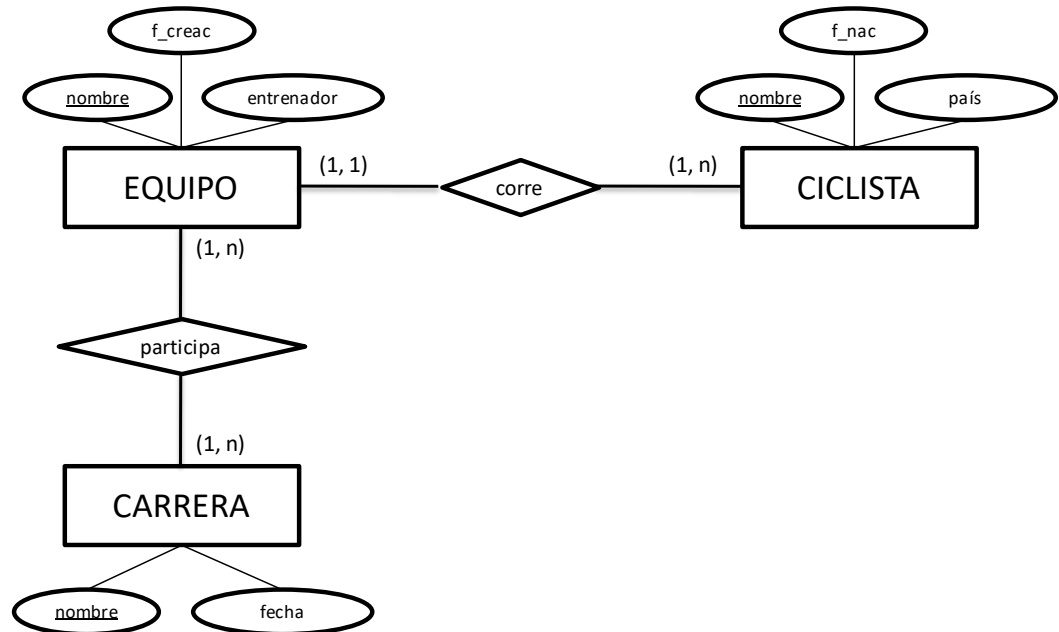 f_creac
f_nac
nombre
entrenador
nombre
país
EQUIPO
(1, 1)
corre
(1, n)
CICLISTA
(1, n)
participa
(1, n)
CARRERA
nombre
fecha